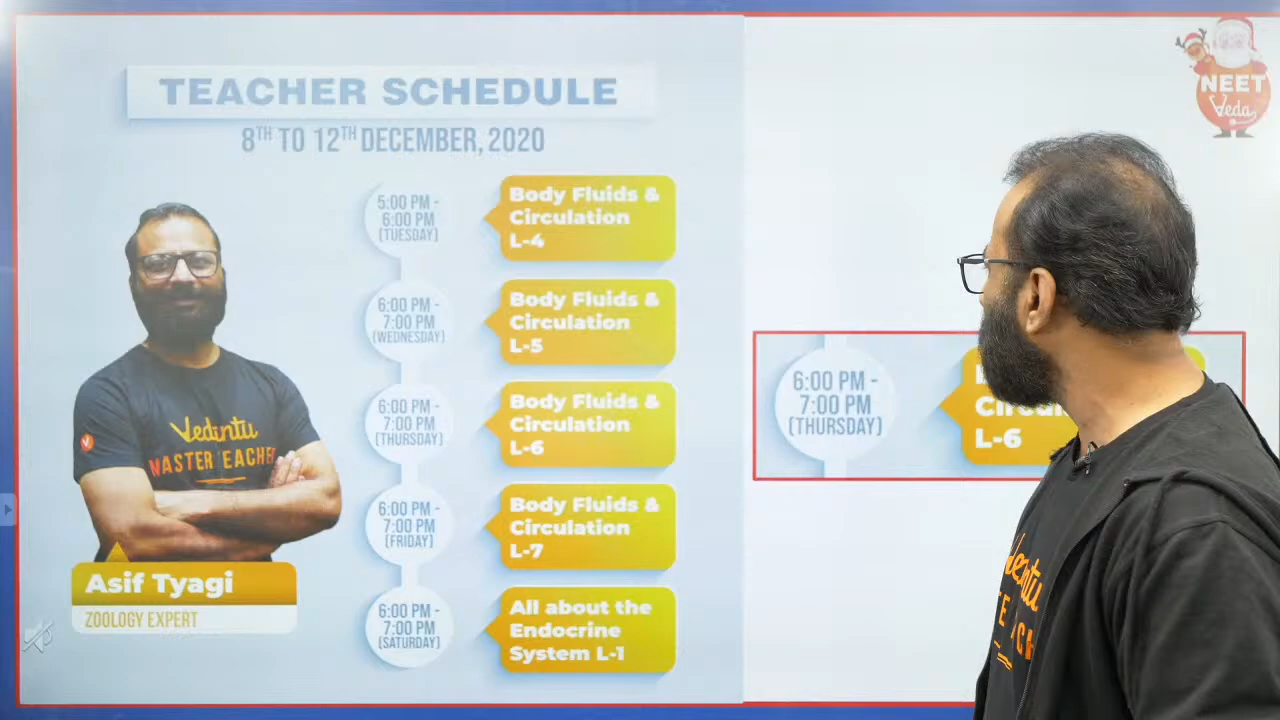 TEACHER SCHEDULE
8TH TO 12TH DECEMBER, 2020
5:00 PM -
6:00 PM
(TUESDAY)
Body Fluids &
Circulation
L-4
6:00 PM -
7:00 PM
(WEDNESDAY)
Body Fluids &
Circulation
L-5
6:00 PM -
7:00 PM
(THURSDAY)
Body Fluids &
Circulation
L-6
6:00 PM -
7:00 PM
(FRIDAY)
Body Fluids &
Circulation
L-7
6:00 PM -
7:00 PM
(SATURDAY)
All about the
Endocrine
System L-1
Vedantu
MASTER TEACHER
Asif Tyagi
ZOOLOGY EXPERT
NEET
Veda
6:00 PM -
7:00 PM
(THURSDAY)
L-6